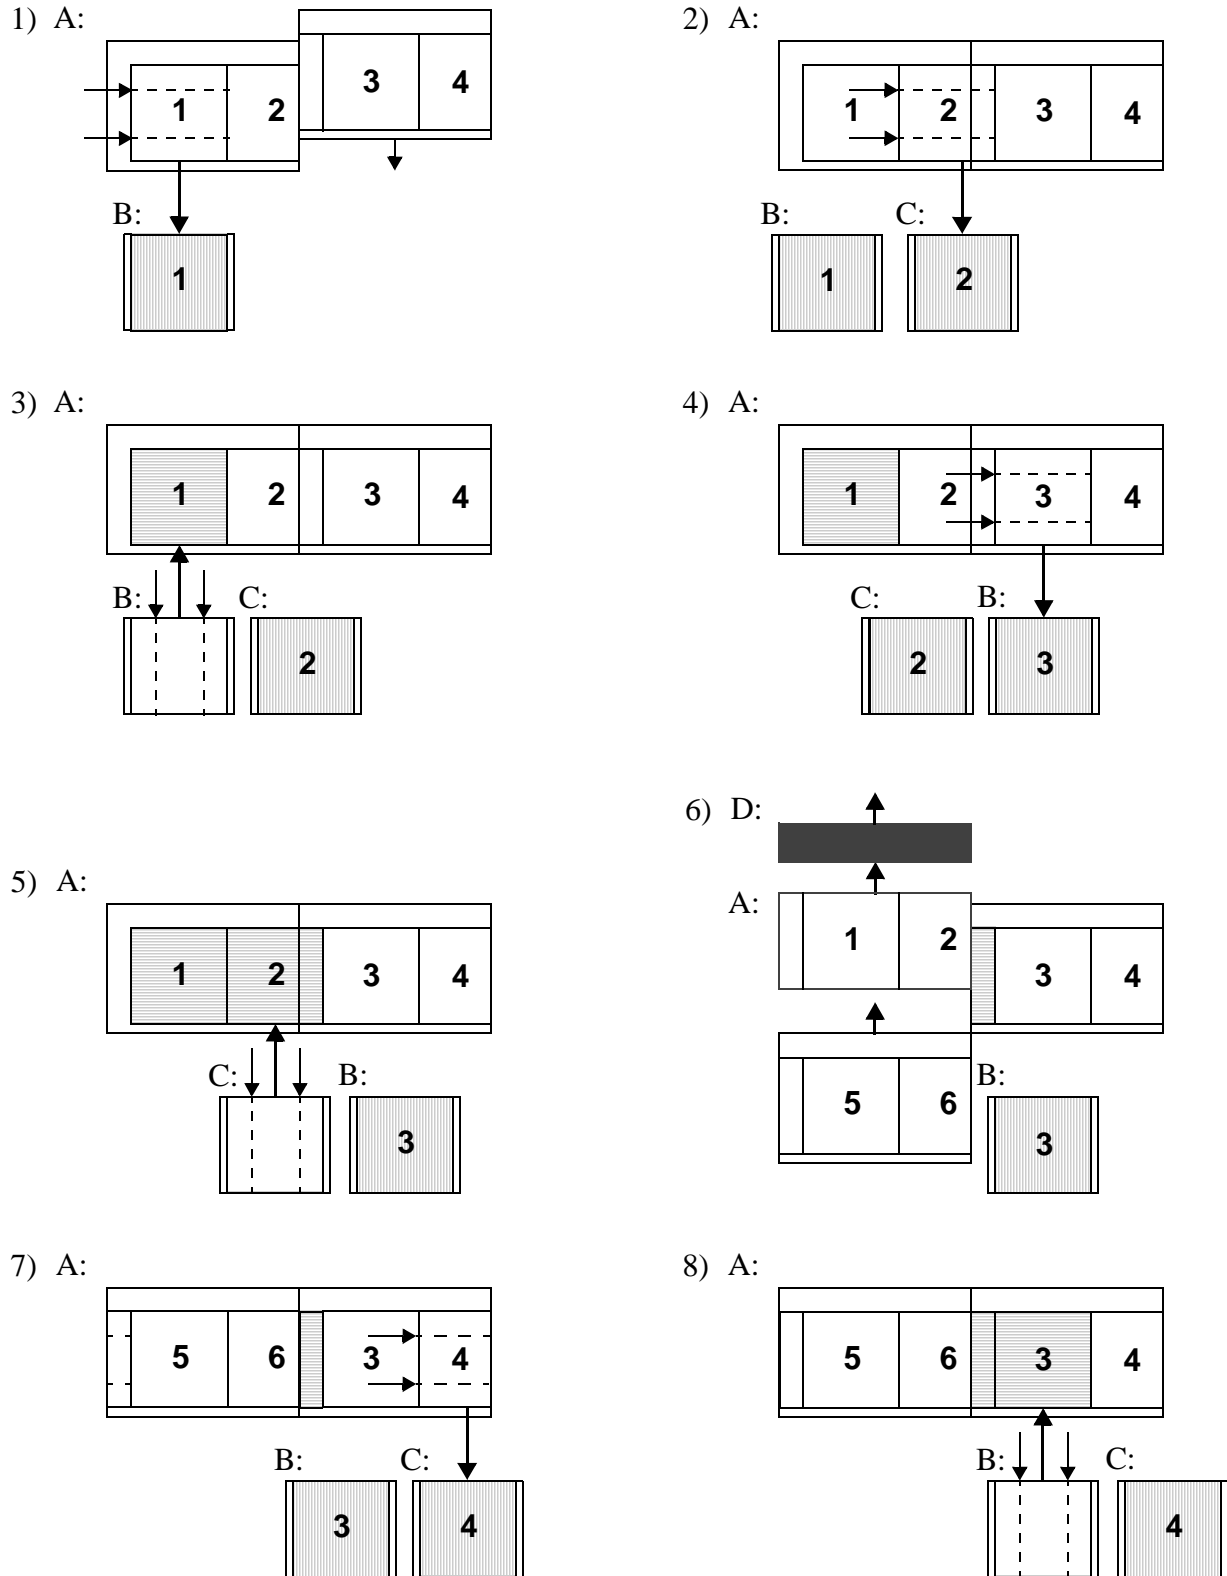 1) A: 2) A:
1 2 3 4 1 2 3 4
B: B: C:
1 1 2
3) A: 4) A:
1 2 3 4 1 2 3 4
B: C: C: B:
2 2 3
6) D:
5) A: A:
1 2 3 4 1 2 3 4
C: B: B:
3 5 6 3
7) A: 8) A:
5 6 3 4 5 6 3 4
B: C: B: C:
3 4 4